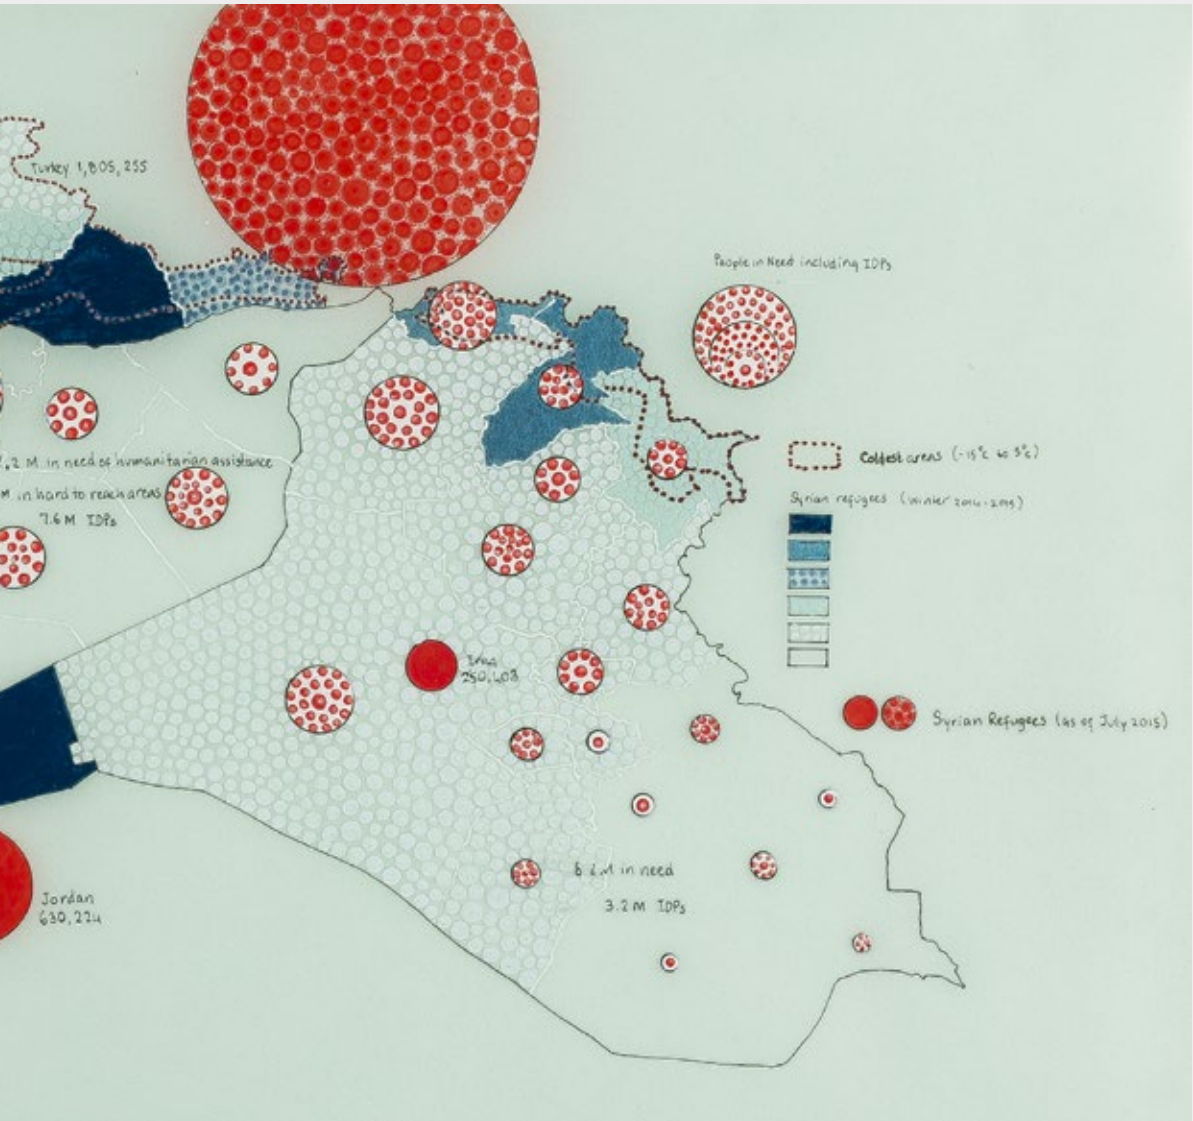 Turkey 1,805,255
People in Need including IDPs
.2 M in need of humanitarian assistance
M in hard to reach areas
7.6 M IDPs
Coldest areas (-15°c to 5°c)
Syrian refugees (Winter 2014-2015)
Iraq
250,408
Syrian Refugees (as of July 2015)
M in need
3.2 M IDPs
Jordan
630,224